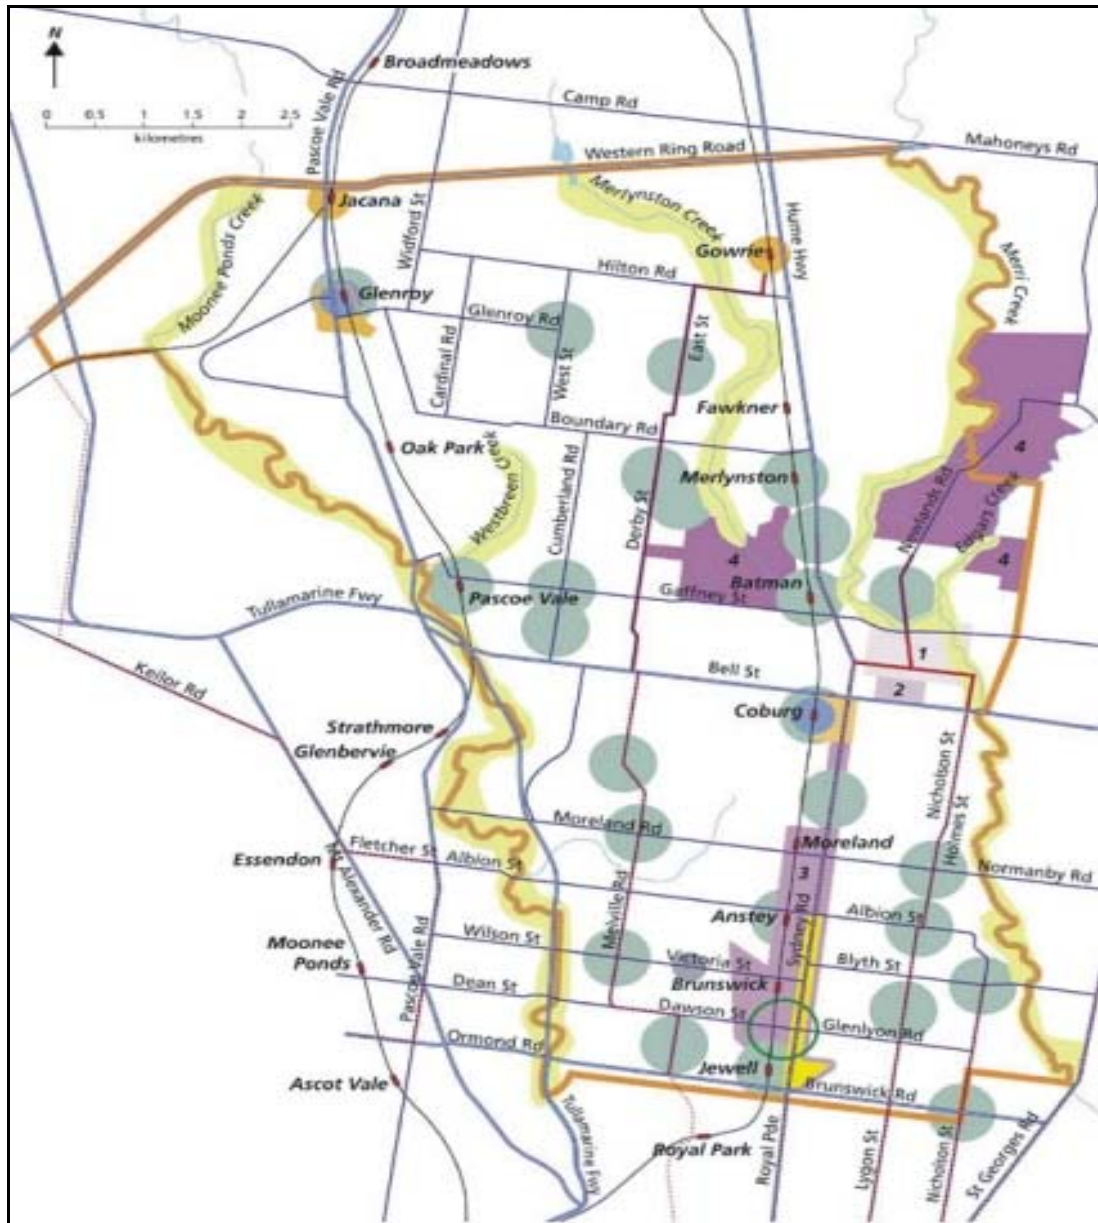 N
Broadmeadows
0 0.5 1 1.5 2 2.5
kilometres
Pascoe Vale Rd
Camp Rd
Mahoneys Rd
Western Ring Road
Jacana
Moonee Ponds Creek
Widford St
Merlynston Creek
Gowrie
Hume Hwy
Merri Creek
Hilton Rd
Glenroy
Glenroy Rd
Cardinal Rd
West St
East St
Fawkner
Boundary Rd
Oak Park
Westbreen Creek
Cumberland Rd
Derby St
Merlynston
4
Newlands Rd
Edgars Creek
4
4
Batman
Pascoe Vale
Gaffney St
Tullamarine Fwy
Keilor Rd
Bell St
1
2
Coburg
Strathmore
Glenbervie
Nicholson St
Holmes St
Moreland Rd
Moreland
Normanby Rd
Fletcher St
Albion St
Essendon
Mt Alexander Rd
3
Melville Rd
Sydney Rd
Anstey
Albion St
Wilson St
Victoria St
Blyth St
Moonee
Ponds
Pascoe Vale Rd
Dean St
Brunswick
Dawson St
Glenlyon Rd
Ormond Rd
Jewell
Brunswick Rd
Ascot Vale
Tullamarine Fwy
Royal Park
Royal Pde
Lygon St
Nicholson St
St Georges Rd